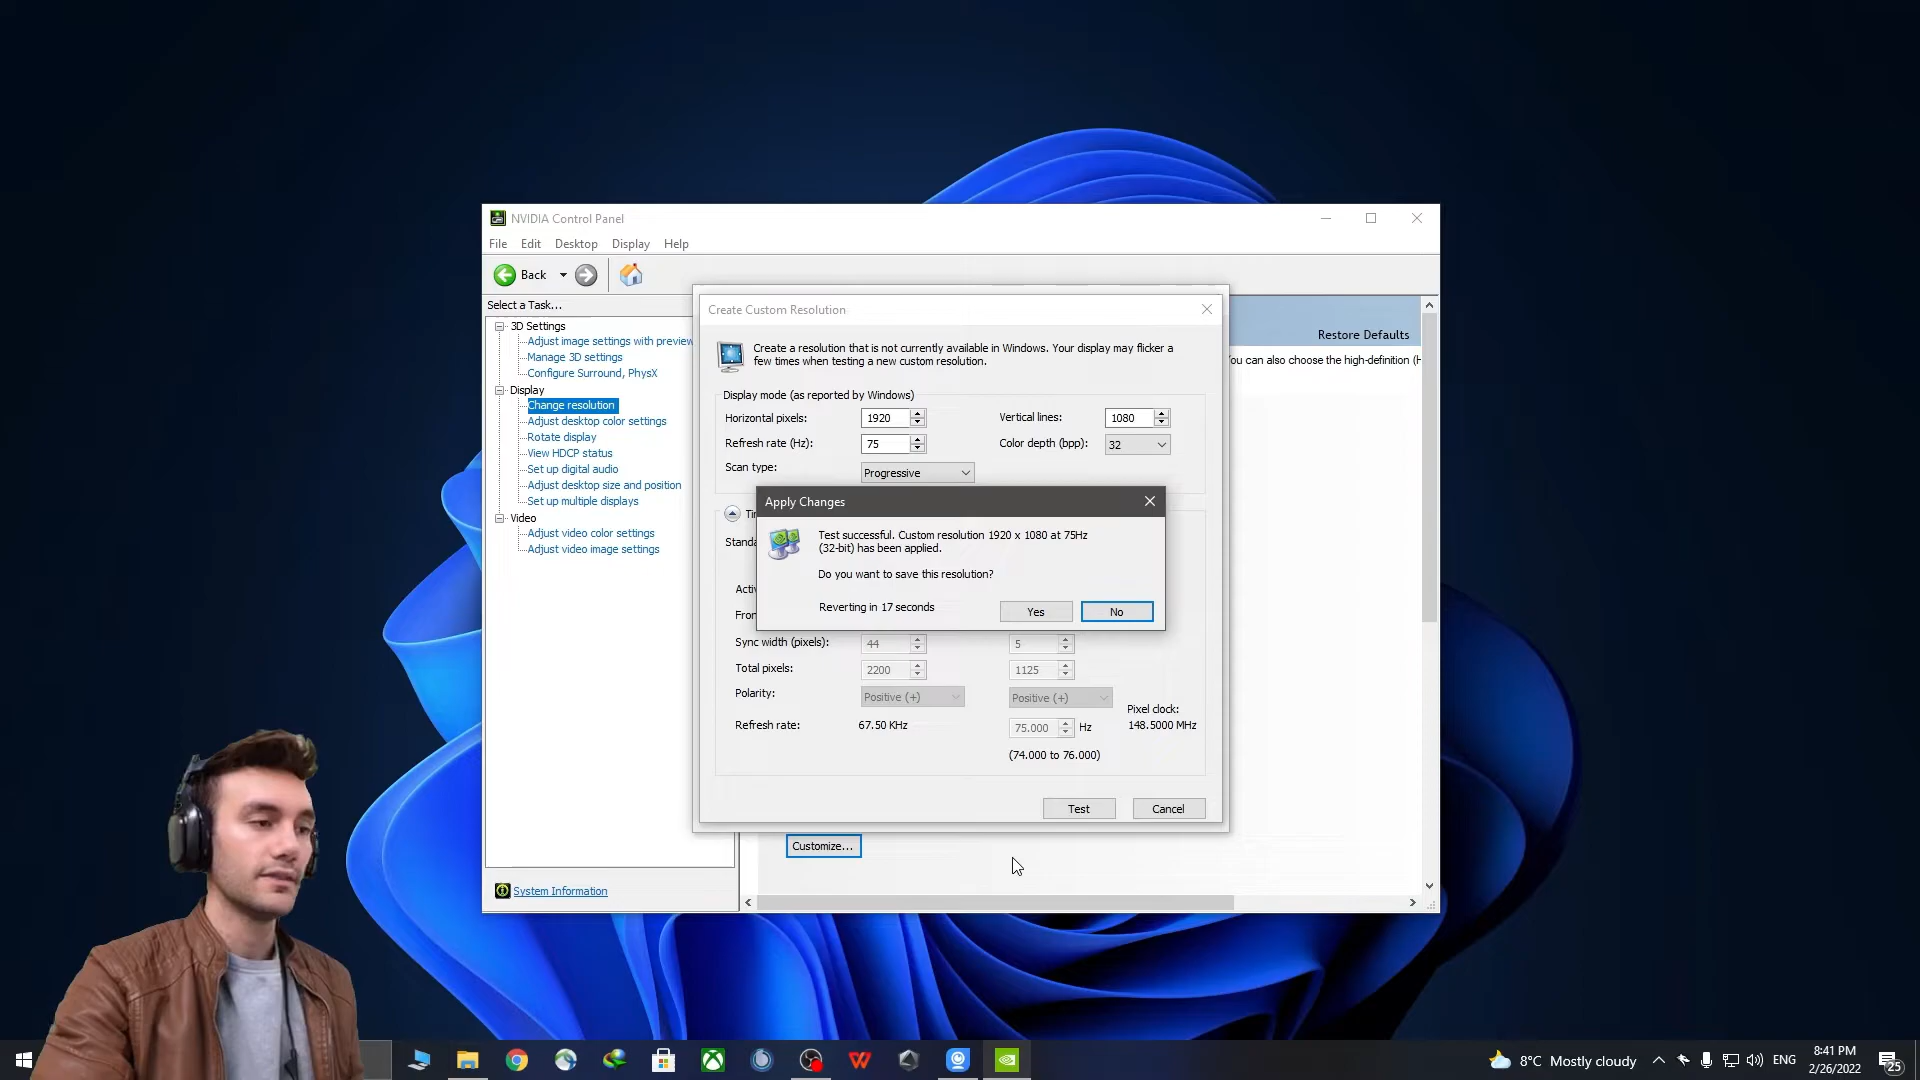 NVIDIA Control Panel
File Edit Desktop Display Help
Back
Select a Task...
3D Settings
Adjust image settings with preview
Manage 3D settings
Configure Surround, PhysX
Display
Change resolution
Adjust desktop color settings
Rotate display
View HDCP status
Set up digital audio
Adjust desktop size and position
Set up multiple displays
Video
Adjust video color settings
Adjust video image settings
System Information
Restore Defaults
ou can also choose the high-definition (H
Create Custom Resolution
Create a resolution that is not currently available in Windows. Your display may flicker a
few times when testing a new custom resolution.
Display mode (as reported by Windows)
Horizontal pixels: 1920 Vertical lines: 1080
Refresh rate (Hz): 75 Color depth (bpp): 32
Scan type: Progressive
Apply Changes
Test successful. Custom resolution 1920 x 1080 at 75Hz
(32-bit) has been applied.
Do you want to save this resolution?
Reverting in 17 seconds Yes No
Sync width (pixels): 44 5
Total pixels: 2200 1125
Polarity: Positive (+) Positive (+)
Pixel clock:
Refresh rate: 67.50 KHz 75.000 Hz 148.5000 MHz
(74.000 to 76.000)
Test Cancel
Customize...
8°C Mostly cloudy ENG 8:41 PM
2/26/2022
25